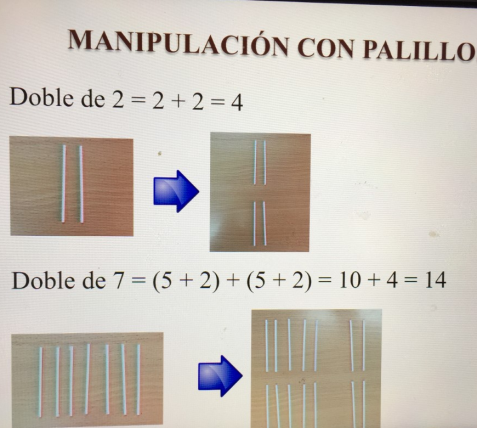 MANIPULACIÓN CON PALILLO
Doble de 2 = 2 + 2 = 4
Doble de 7 = (5 + 2) + (5 + 2) = 10 + 4 = 14